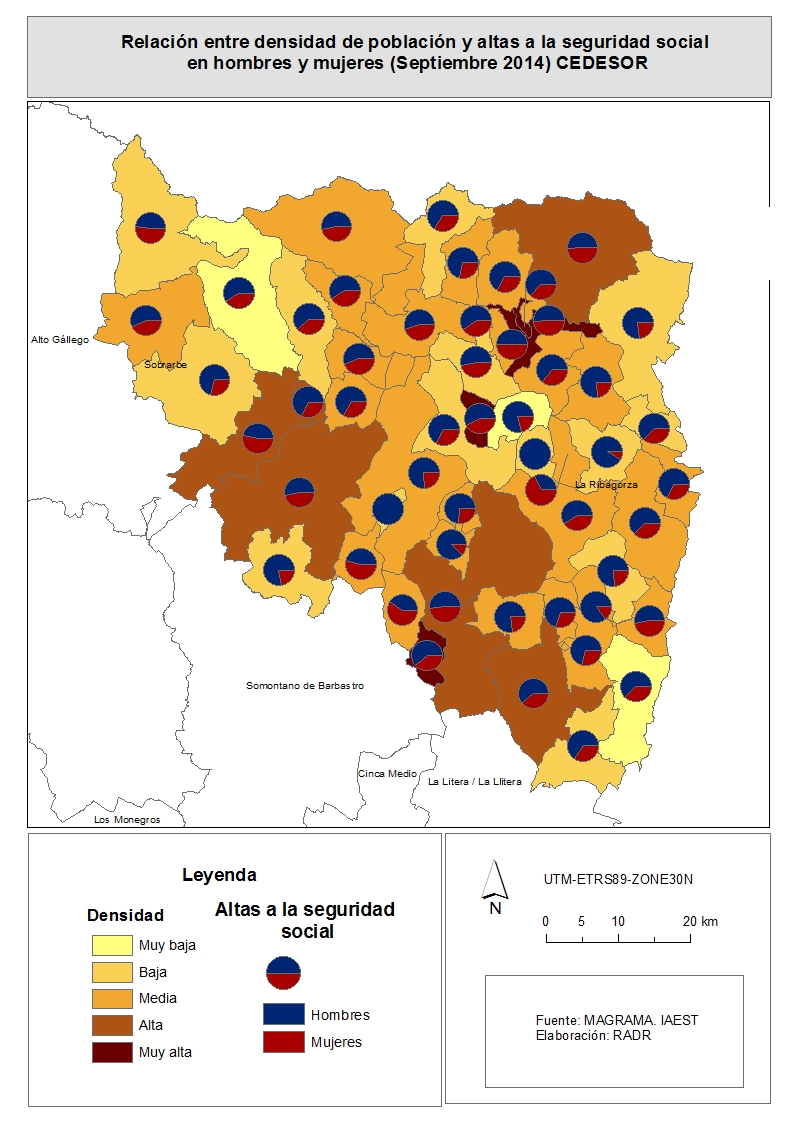 Relación entre densidad de población y altas a la seguridad social
en hombres y mujeres (Septiembre 2014) CEDESOR
Alto Gállego
Sobrarbe
La Ribagorza
Somontano de Barbastro
Cinca Medio
La Litera / La Llitera
Los Monegros
Leyenda
Densidad
Muy baja
Baja
Media
Alta
Muy alta
Altas a la seguridad
social
Hombres
Mujeres
N
UTM-ETRS89-ZONE30N
0 5 10 20 km
Fuente: MAGRAMA. IAEST
Elaboración: RADR